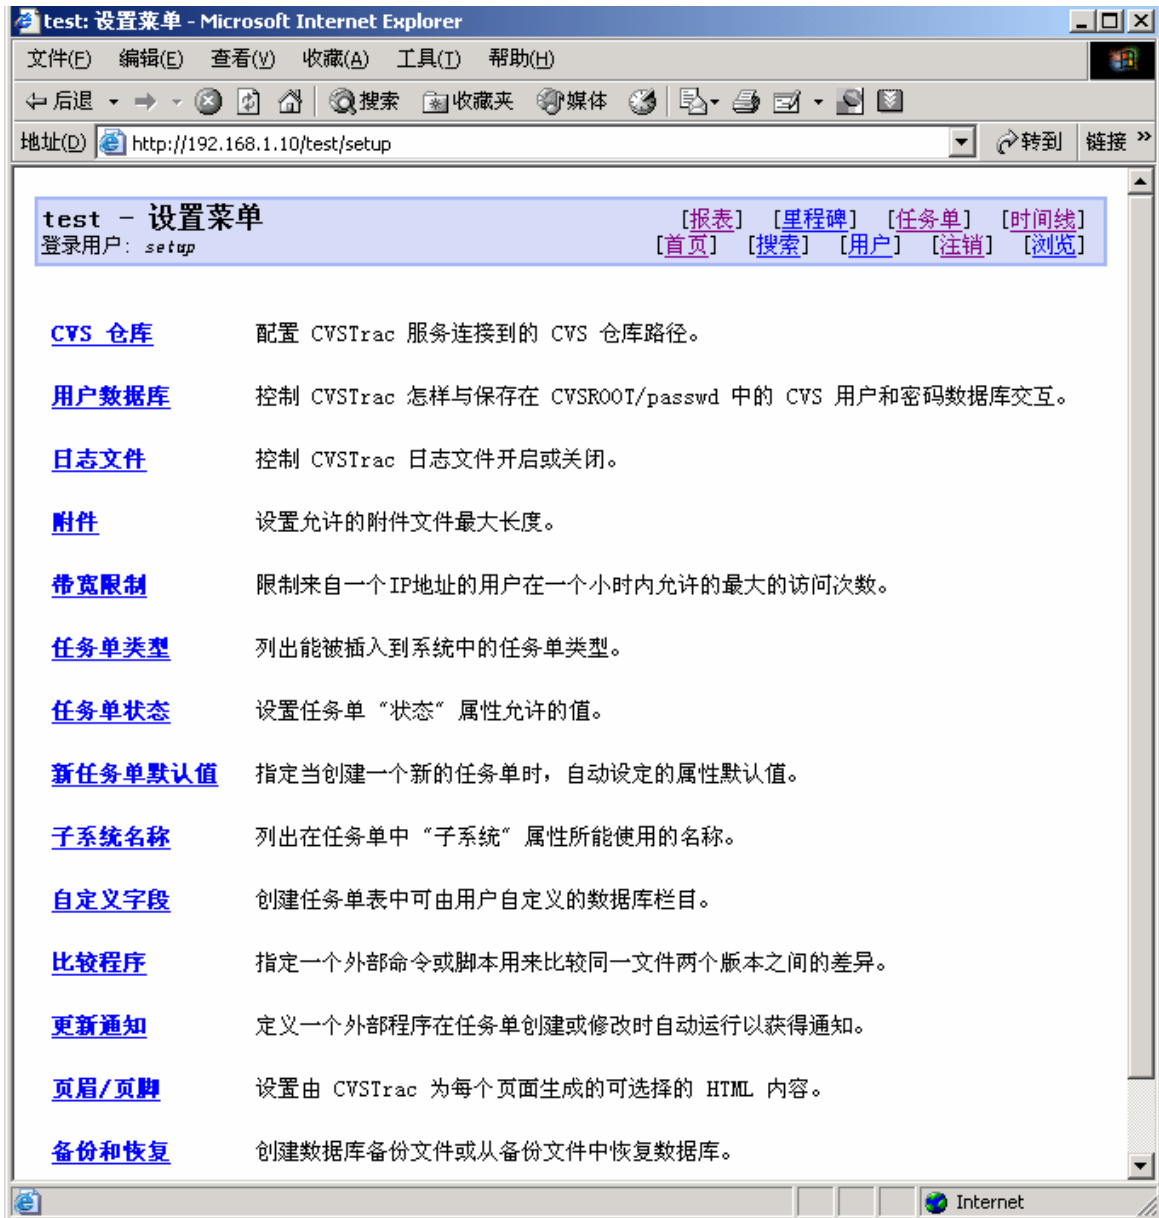 test: 设置菜单 - Microsoft Internet Explorer
文件(F) 编辑(E) 查看(V) 收藏(A) 工具(T) 帮助(H)
后退 搜索 收藏夹 媒体
地址(D) http://192.168.1.10/test/setup 转到 链接 »
test - 设置菜单 [报表] [里程碑] [任务单] [时间线]
登录用户: setup [首页] [搜索] [用户] [注销] [浏览]
CVS 仓库 配置 CVSTrac 服务连接到的 CVS 仓库路径。
用户数据库 控制 CVSTrac 怎样与保存在 CVSROOT/passwd 中的 CVS 用户和密码数据库交互。
日志文件 控制 CVSTrac 日志文件开启或关闭。
附件 设置允许的附件文件最大长度。
带宽限制 限制来自一个IP地址的用户在一个小时内允许的最大的访问次数。
任务单类型 列出能被插入到系统中的任务单类型。
任务单状态 设置任务单 "状态" 属性允许的值。
新任务单默认值 指定当创建一个新的任务单时，自动设定的属性默认值。
子系统名称 列出在任务单中 "子系统" 属性所能使用的名称。
自定义字段 创建任务单表中可由用户自定义的数据库栏目。
比较程序 指定一个外部命令或脚本用来比较同一文件两个版本之间的差异。
更新通知 定义一个外部程序在任务单创建或修改时自动运行以获得通知。
页眉/页脚 设置由 CVSTrac 为每个页面生成的可选择的 HTML 内容。
备份和恢复 创建数据库备份文件或从备份文件中恢复数据库。
Internet